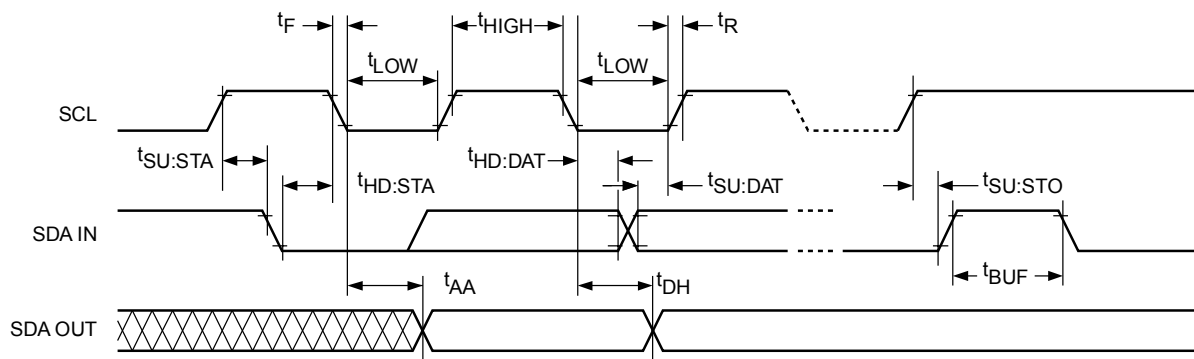 tF
tHIGH
tR
tLOW
tLOW
SCL
tSU:STA
tHD:STA
tHD:DAT
tSU:DAT
tSU:STO
SDA IN
tBUF
tAA
tDH
SDA OUT